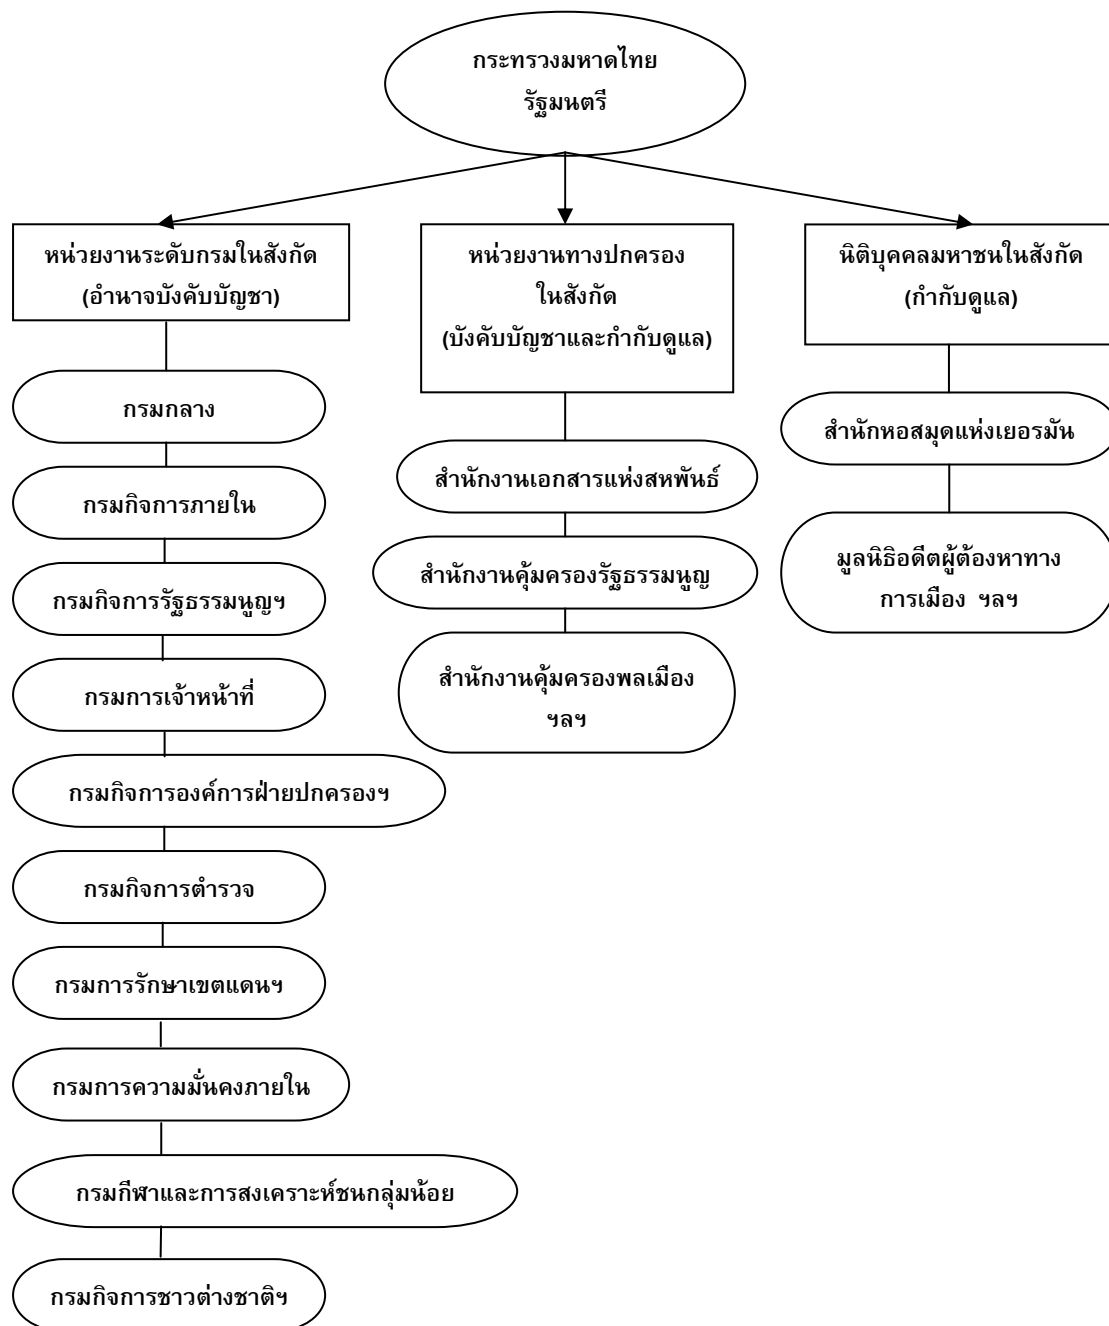 กระทรวงมหาดไทย
รัฐมนตรี
หน่วยงานระดับกรมในสังกัด
(อำนาจบังคับบัญชา)
กรมกลาง
กรมกิจการภายใน
กรมกิจการรัฐธรรมนูญฯ
กรมการเจ้าหน้าที่
กรมกิจการองค์การฝ่ายปกครองฯ
กรมกิจการตำรวจ
กรมการรักษาเขตแดนฯ
กรมการความมั่นคงภายใน
กรมกีฬาและการสงเคราะห์ชนกลุ่มน้อย
กรมกิจการชาวต่างชาติฯ
หน่วยงานทางปกครอง
ในสังกัด
(บังคับบัญชาและกำกับดูแล)
สำนักงานเอกสารแห่งสหพันธ์
สำนักงานคุ้มครองรัฐธรรมนูญ
สำนักงานคุ้มครองพลเมือง
ฯลฯ
นิติบุคคลมหาชนในสังกัด
(กำกับดูแล)
สำนักหอสมุดแห่งเยอรมัน
มูลนิธิอดีตผู้ต้องหาทาง
การเมือง ฯลฯ